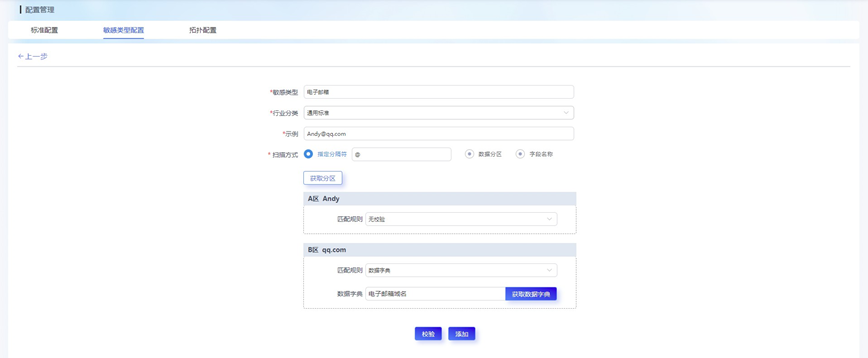 配置管理
标准配置 敏感类型配置 拓扑配置
←上一步
*敏感类型 电子邮箱
*行业分类 通用标准
*示例 Andy@qq.com
* 扫描方式 指定分隔符 @ 数据分区 字段名称
获取分区
A区 Andy
匹配规则 无校验
B区 qq.com
匹配规则 数据字典
数据字典 电子邮箱域名 获取数据字典
校验 添加